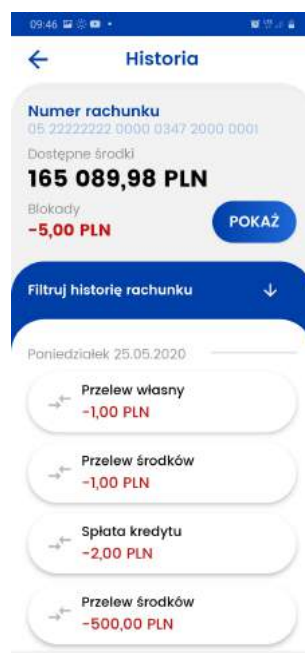 09:46
Historia
Numer rachunku
05 22222222 0000 0347 2000 0001
Dostępne środki
165 089,98 PLN
Blokady
-5,00 PLN
POKAŻ
Filtruj historię rachunku
Poniedziałek 25.05.2020
Przelew własny
-1,00 PLN
Przelew środków
-1,00 PLN
Spłata kredytu
-2,00 PLN
Przelew środków
-500,00 PLN